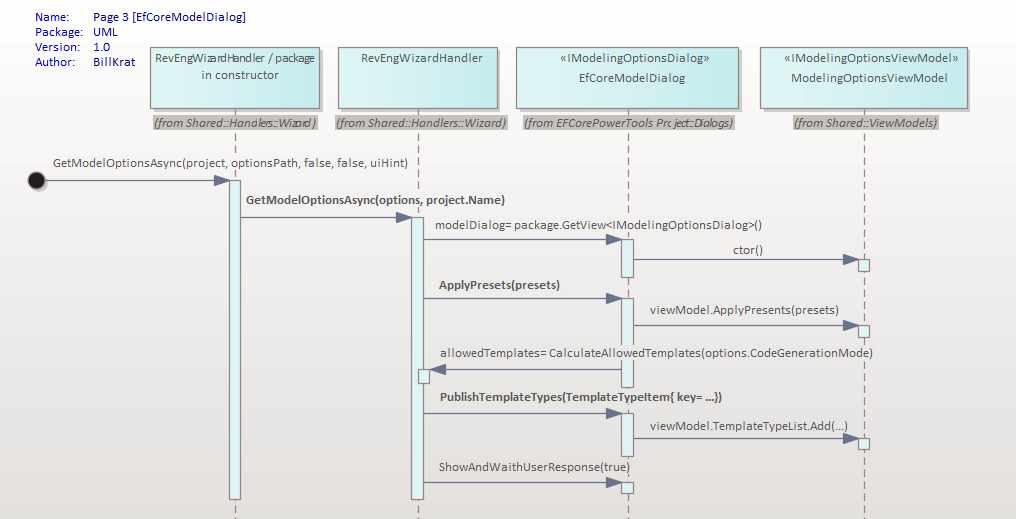 Name: Page 3 [EfCoreModelDialog]
Package: UML
Version: 1.0
Author: BillKrat
RevEngWizardHandler / package
in constructor
RevEngWizardHandler
«IModelingOptionsDialog»
EfCoreModelDialog
«IModelingOptionsViewModel»
ModelingOptionsViewModel
(from Shared::Handlers::Wizard)
(from Shared::Handlers::Wizard)
(from EFCorePowerTools Project::Dialogs)
(from Shared::ViewModels)
GetModelOptionsAsync(project, optionsPath, false, false, uiHint)
GetModelOptionsAsync(options, project.Name)
modelDialog= package.GetView<IModelingOptionsDialog>()
ctor()
ApplyPresets(presets)
viewModel.ApplyPresents(presets)
allowedTemplates= CalculateAllowedTemplates(options.CodeGenerationMode)
PublishTemplateTypes(TemplateTypeItem{ key= ...})
viewModel.TemplateTypeList.Add(...)
ShowAndWaithUserResponse(true)